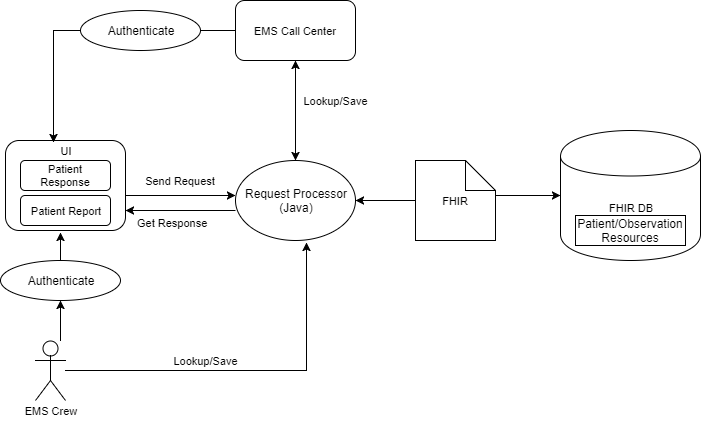 Authenticate
EMS Call Center
Lookup/Save
UI
Patient
Response
Patient Report
Send Request
Get Response
Request Processor
(Java)
FHIR
FHIR DB
Patient/Observation
Resources
Authenticate
Lookup/Save
EMS Crew